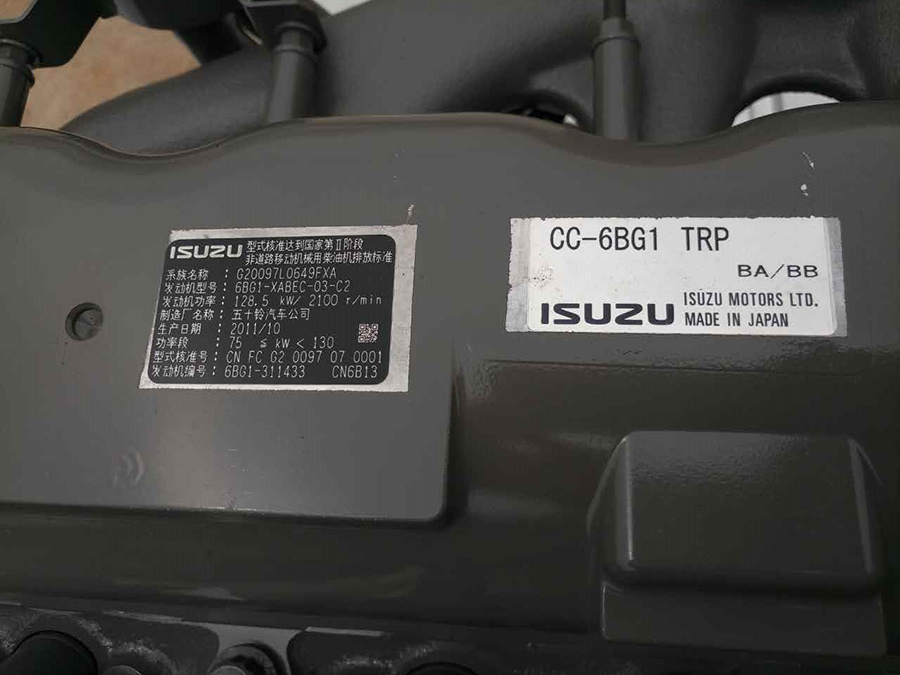 ISUZU 型式核准达到国家第Ⅱ阶段
非道路移动机械用柴油机排放标准
系族名称 : G20097L0649FXA
发动机型号 : 6BG1-XABEC-03-C2
发动机功率 : 128.5 kW/ 2100 r/min
制造厂名称 : 五十铃汽车公司
生产日期 : 2011/10
功率段 : 75 ≤ kW < 130
型式核准号 : CN FC G2 0097 07 0001
发动机编号 : 6BG1-311433 CN6B13
CC-6BG1 TRP
BA/BB
ISUZU ISUZU MOTORS LTD.
MADE IN JAPAN